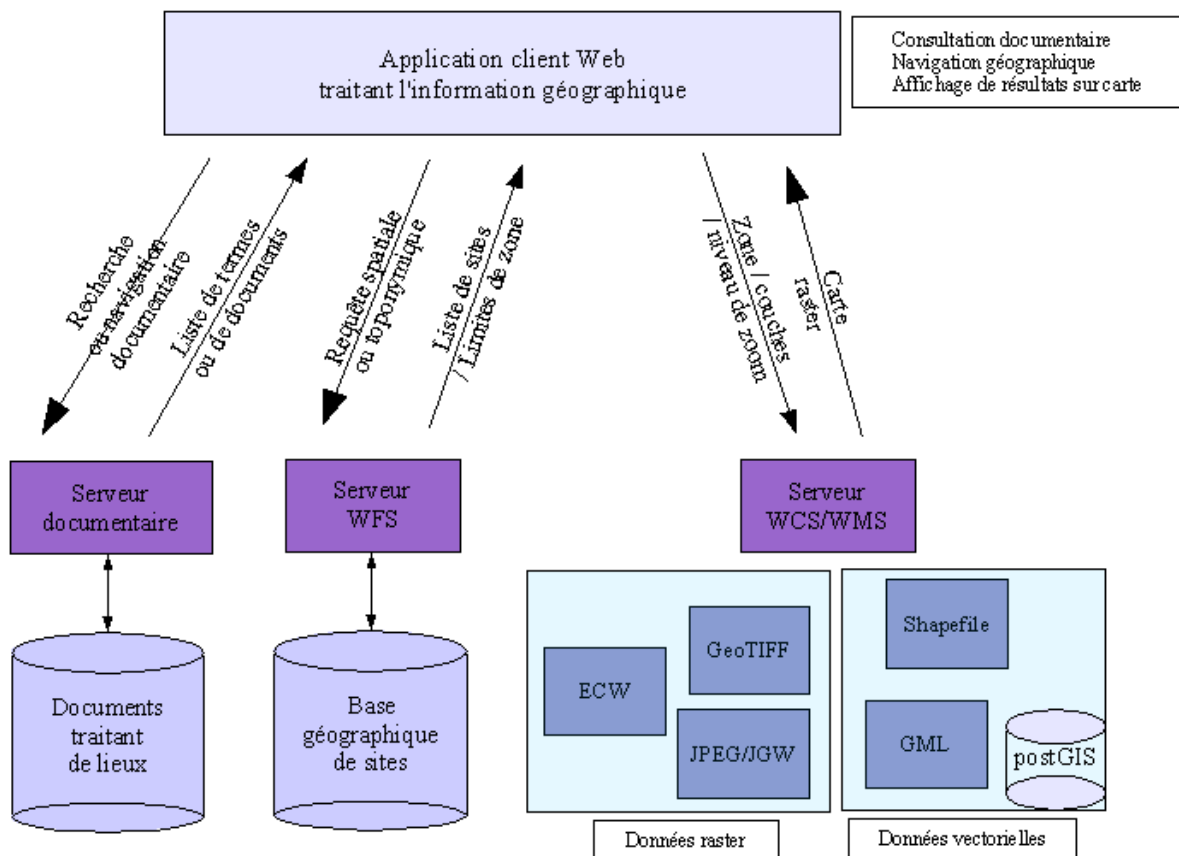 Application client Web
traitant l'information géographique
Consultation documentaire
Navigation géographique
Affichage de résultats sur carte
Recherche
ou navigation
documentaire
Liste de termes
ou de documents
Requête spatiale
ou toponymique
Liste de sites
/ Limites de zone
Zone / couches
/ niveau de zoom
Carte
raster
Serveur
documentaire
Serveur
WFS
Serveur
WCS/WMS
Documents
traitant
de lieux
Base
géographique
de sites
ECW
GeoTIFF
JPEG/JGW
Shapefile
GML
postGIS
Données raster
Données vectorielles